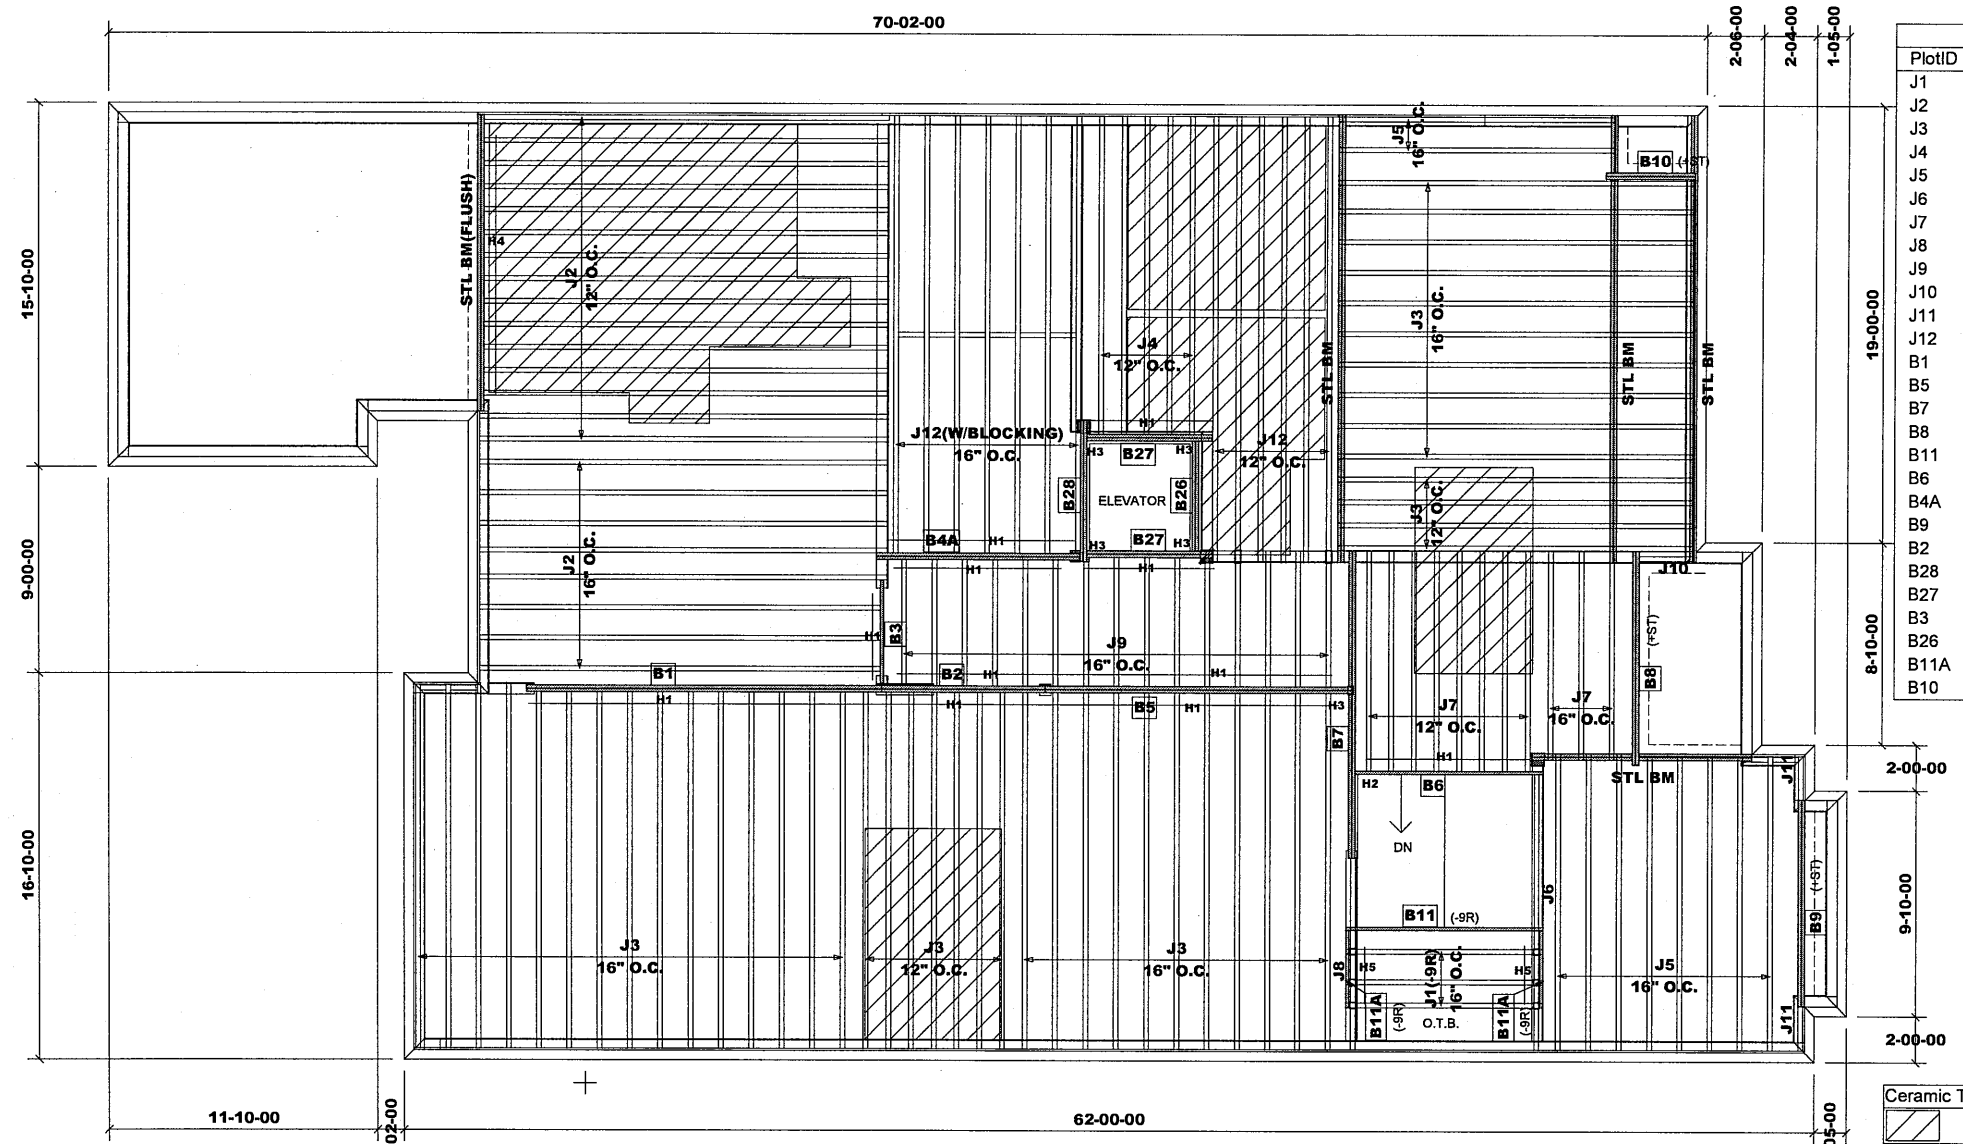 70-02-00
2-06-00
2-04-00
1-05-00
PlotID
J1
J2
J3
J4
J5
J6
J7
J8
J9
J10
J11
J12
B1
B5
B7
B8
B11
B6
B4A
B9
B2
B28
B27
B3
B26
B11A
B10
15-10-00
9-00-00
16-10-00
STL BM(FLUSH)
H4
J2
12" O.C.
J5
16" O.C.
B10 (+ST)
J3
16" O.C.
STL BM
STL BM
STL BM
19-00-00
J4
12" O.C.
H1
J12(W/BLOCKING)
16" O.C.
J12
12" O.C.
H3
B27
H3
B28
ELEVATOR
B26
H3
B27
H3
B4A
H1
J3
12" O.C.
J2
16" O.C.
H1
H1
H1
B3
J9
16" O.C.
B1
B2
H1
H1
J10
(+ST)
B8
8-10-00
H1
H1
B5
H1
H3
B7
J7
12" O.C.
J7
16" O.C.
H1
H2
B6
DN
STL BM
J11
2-00-00
J6
B11 (-9R)
(+ST)
B9
9-10-00
J3
16" O.C.
J3
12" O.C.
J3
16" O.C.
J8
H5
J1(-9R)
16" O.C.
H5
B11A
(-9R)
O.T.B.
B11A
(-9R)
J5
16" O.C.
J11
2-00-00
11-10-00
02-00
62-00-00
05-00
Ceramic T